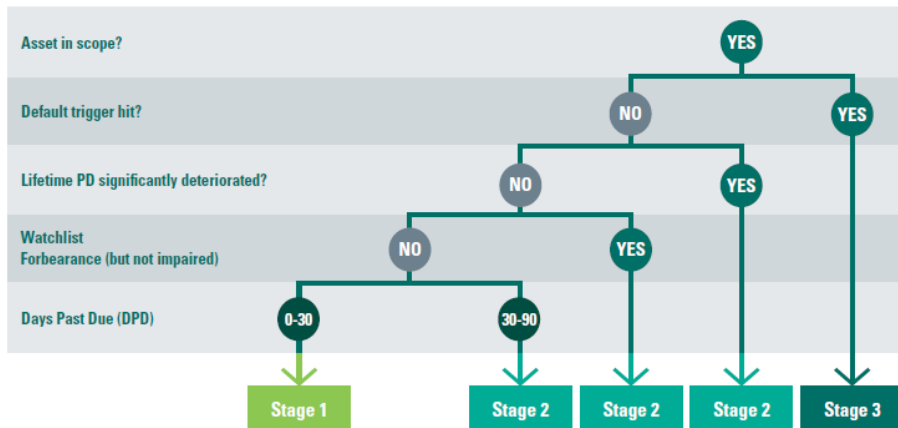 Asset in scope?
YES
Default trigger hit?
NO
YES
Lifetime PD significantly deteriorated?
NO
YES
Watchlist
Forbearance (but not impaired)
NO
YES
Days Past Due (DPD)
0-30
30-90
Stage 1
Stage 2
Stage 2
Stage 2
Stage 3